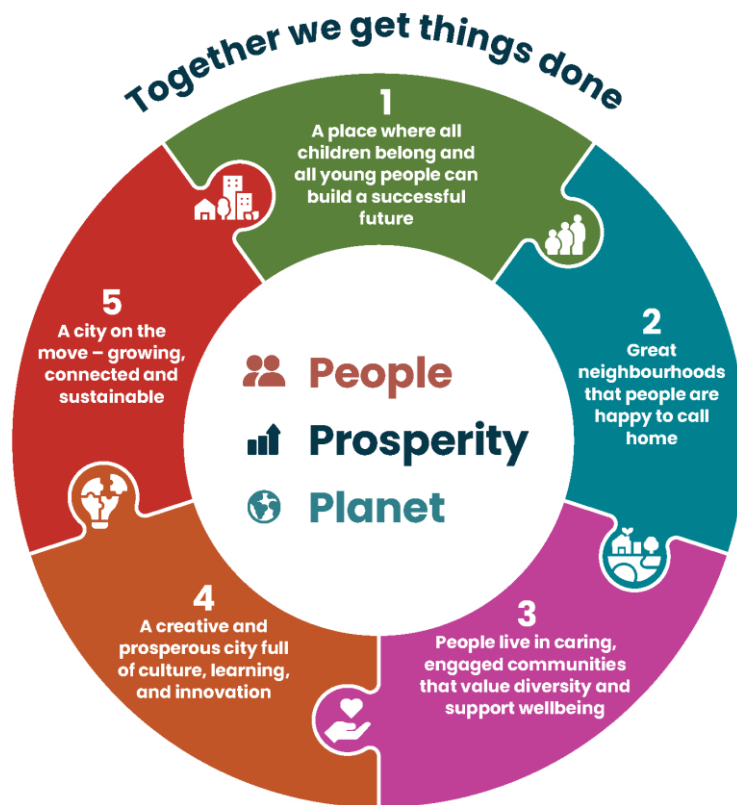 Together we get things done
1
A place where all
children belong and
all young people can
build a successful
future
2
Great
neighbourhoods
that people are
happy to call
home
3
People live in caring,
engaged communities
that value diversity and
support wellbeing
4
A creative and
prosperous city full
of culture, learning,
and innovation
5
A city on the
move – growing,
connected and
sustainable
People
Prosperity
Planet